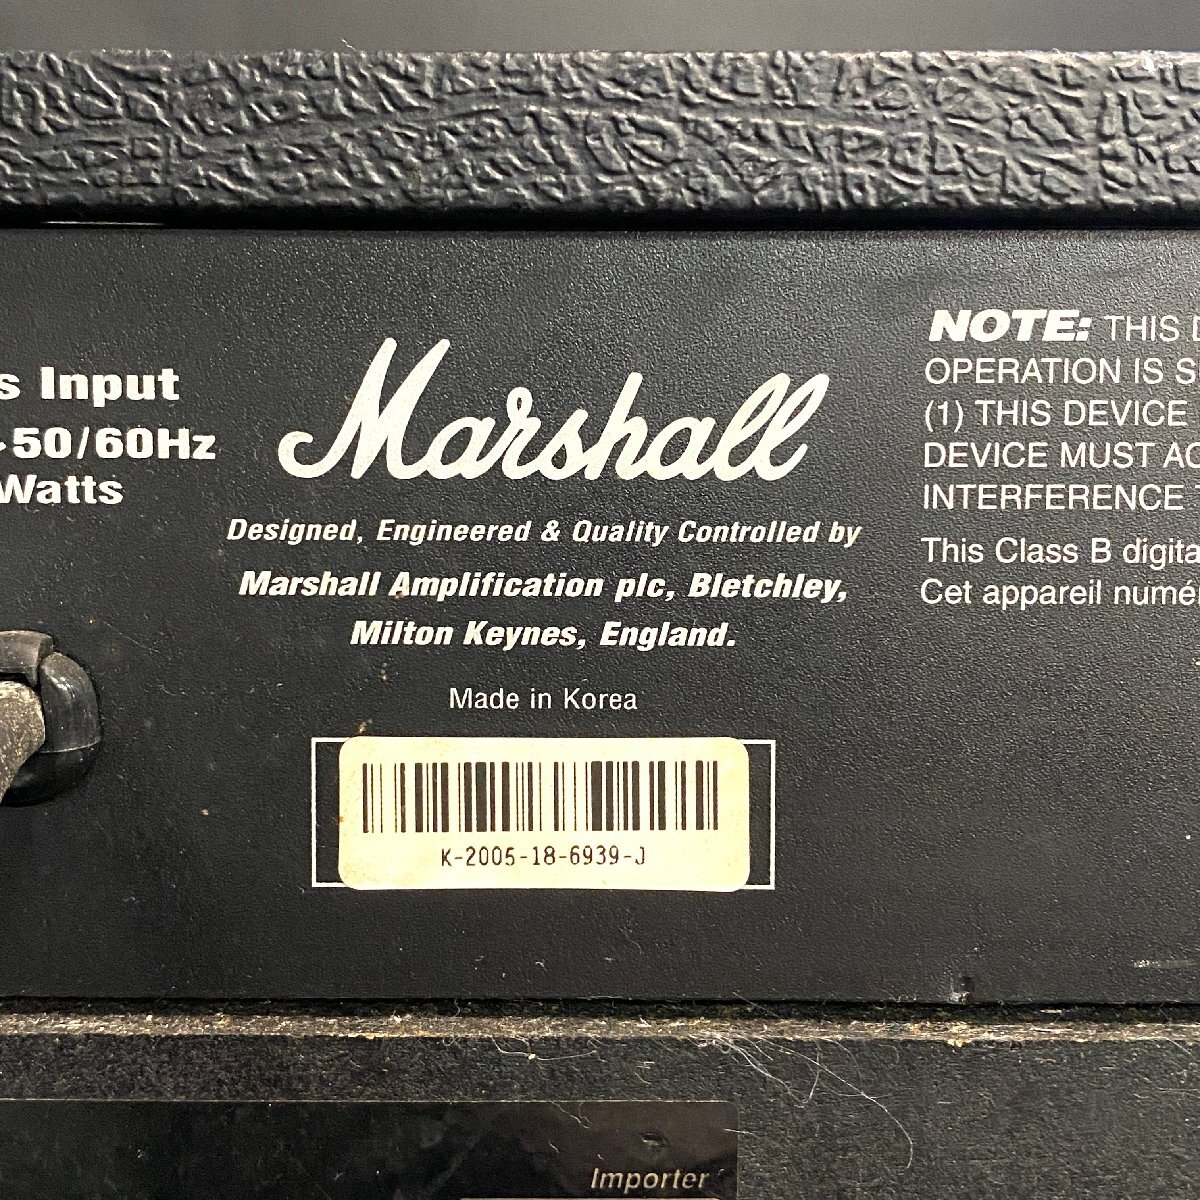 s Input
50/60Hz
Watts
Marshall
Designed, Engineered & Quality Controlled by
Marshall Amplification plc, Bletchley,
Milton Keynes, England.
Made in Korea
K-2005-18-6939-J
NOTE: THIS
OPERATION IS
(1) THIS DEVICE
DEVICE MUST
INTERFERENCE
This Class B
Cet appareil
Importer